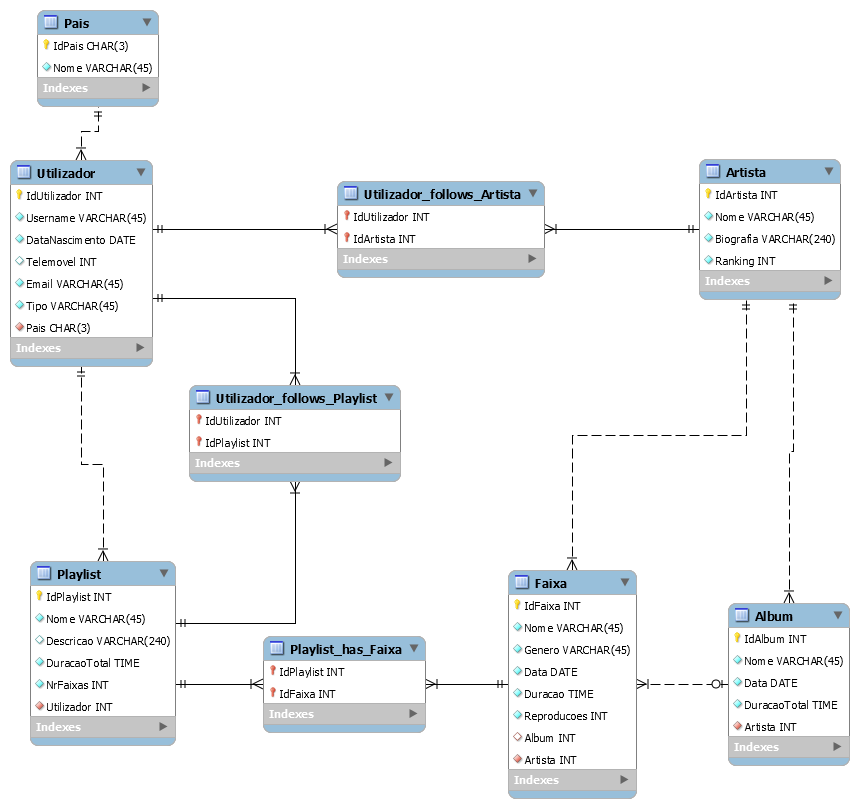 Pais
IdPais CHAR(3)
Nome VARCHAR(45)
Indexes
Utilizador
IdUtilizador INT
Username VARCHAR(45)
DataNascimento DATE
Telemovel INT
Email VARCHAR(45)
Tipo VARCHAR(45)
Pais CHAR(3)
Indexes
Utilizador_follows_Artista
IdUtilizador INT
IdArtista INT
Indexes
Artista
IdArtista INT
Nome VARCHAR(45)
Biografia VARCHAR(240)
Ranking INT
Indexes
Utilizador_follows_Playlist
IdUtilizador INT
IdPlaylist INT
Indexes
Playlist
IdPlaylist INT
Nome VARCHAR(45)
Descricao VARCHAR(240)
DuracaoTotal TIME
NrFaixas INT
Utilizador INT
Indexes
Playlist_has_Faixa
IdPlaylist INT
IdFaixa INT
Indexes
Faixa
IdFaixa INT
Nome VARCHAR(45)
Genero VARCHAR(45)
Data DATE
Duracao TIME
Reproducoes INT
Album INT
Artista INT
Indexes
Album
IdAlbum INT
Nome VARCHAR(45)
Data DATE
DuracaoTotal TIME
Artista INT
Indexes